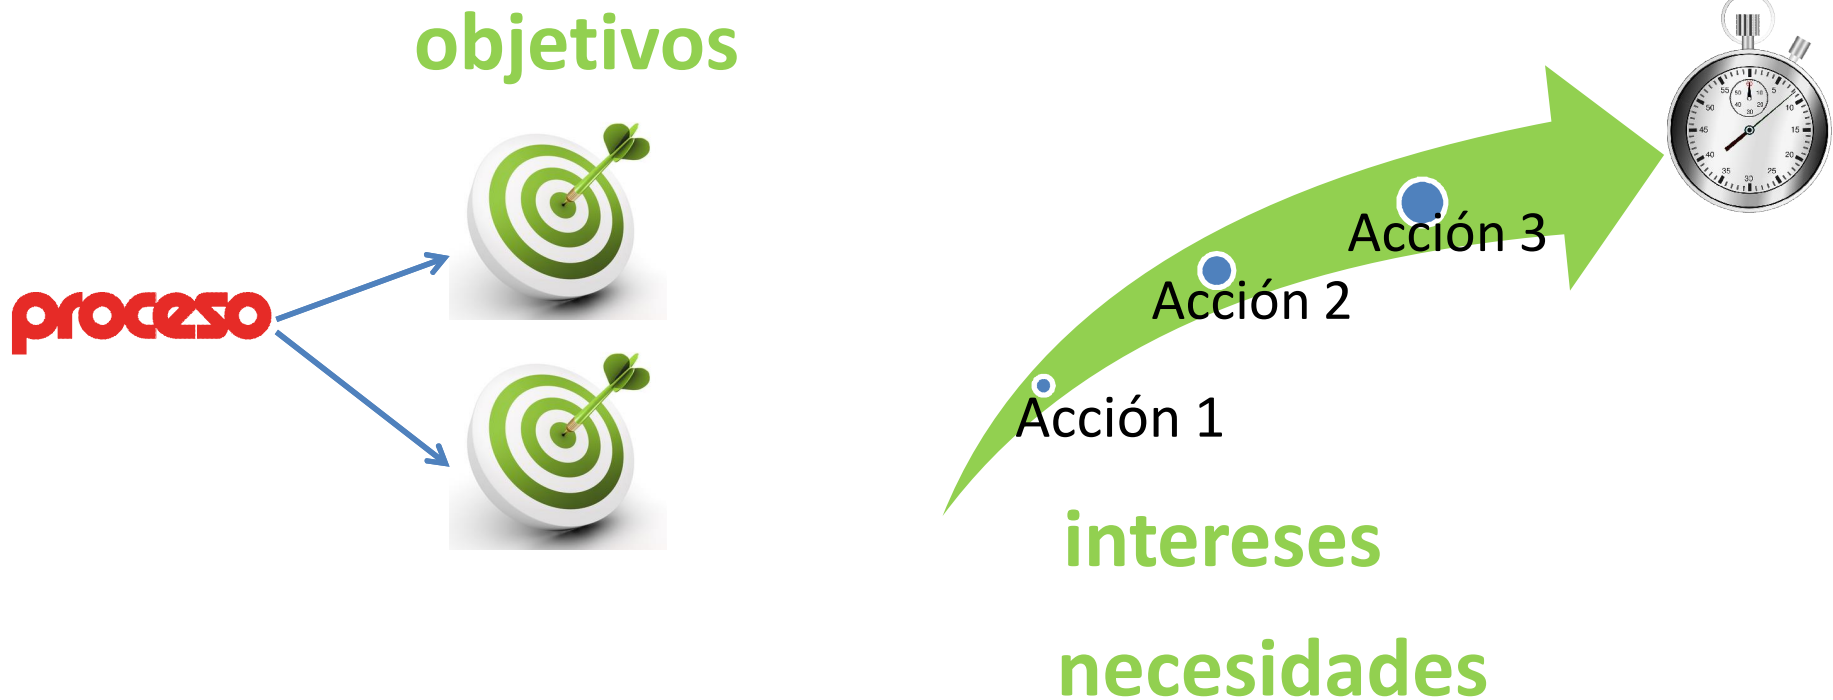 objetivos
proceso
Acción 3
Acción 2
Acción 1
intereses
necesidades